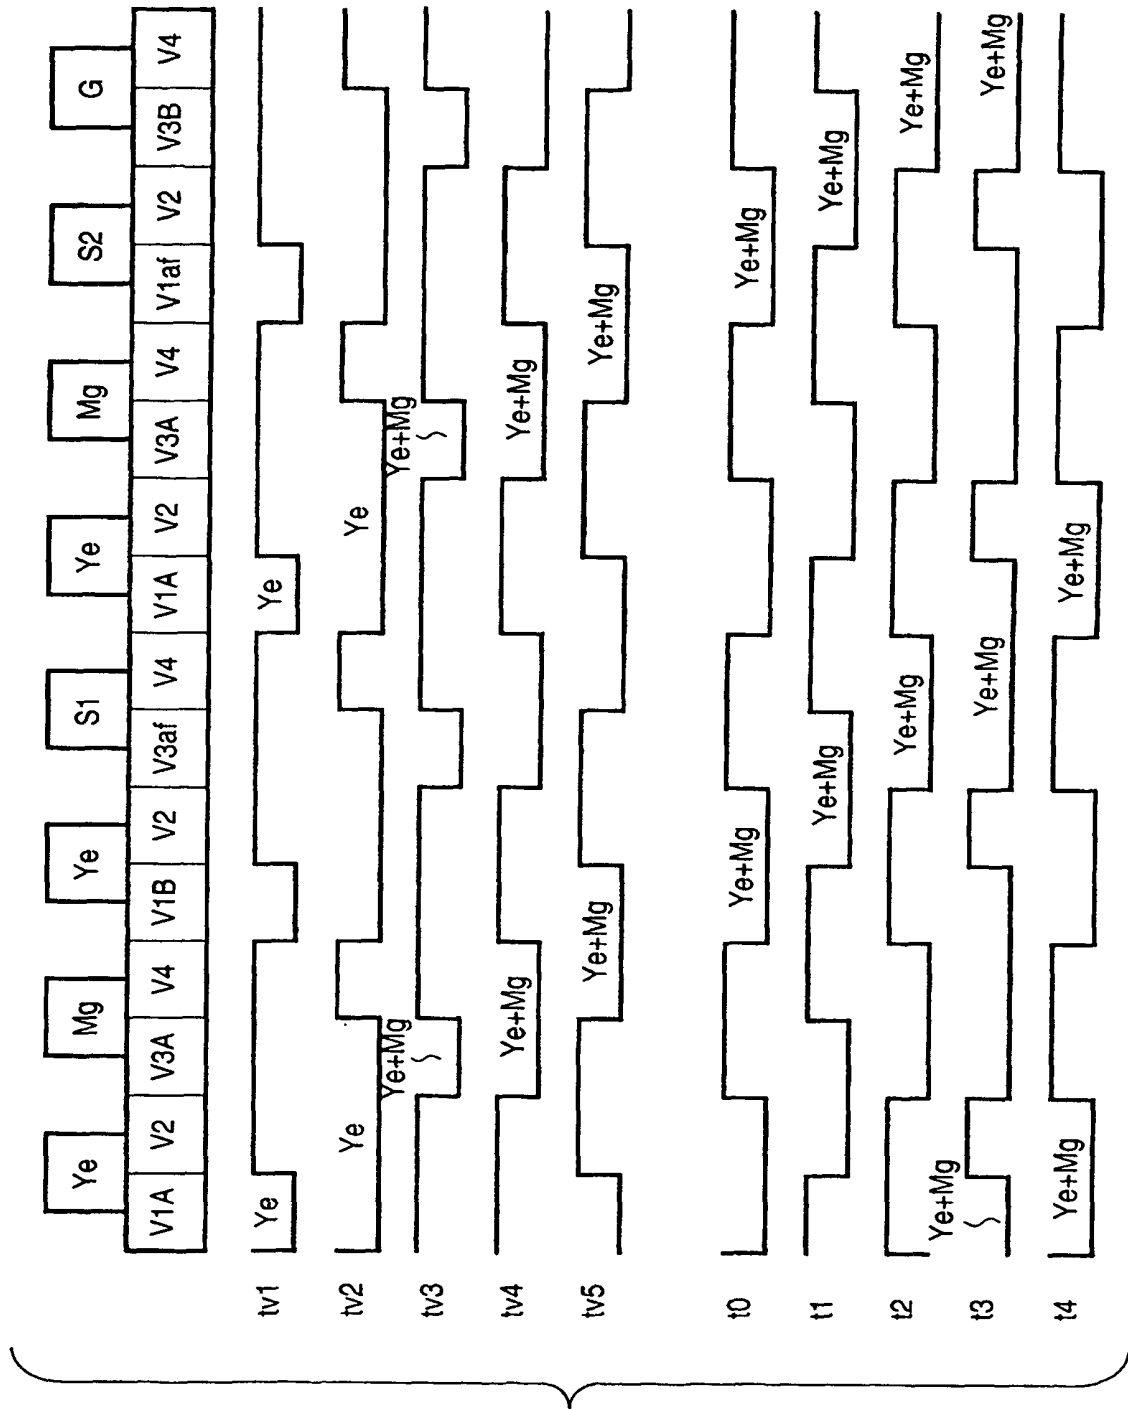 Ye Mg Ye S1 Ye Mg S2 G
V1A V2 V3A V4 V1B V2 V3af V4 V1A V2 V3A V4 V1af V2 V3B V4
tv1 Ye Ye
tv2 Ye Ye
tv3 Ye+Mg Ye+Mg
tv4 Ye+Mg Ye+Mg
tv5 Ye+Mg Ye+Mg
t0 Ye+Mg Ye+Mg
t1 Ye+Mg Ye+Mg
t2 Ye+Mg Ye+Mg
t3 Ye+Mg Ye+Mg Ye+Mg
t4 Ye+Mg Ye+Mg